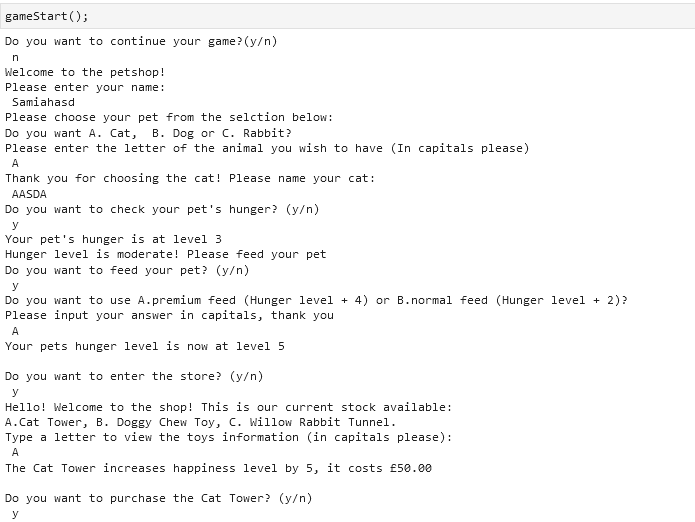 gameStart();
Do you want to continue your game?(y/n)
n
Welcome to the petshop!
Please enter your name:
Samiahasd
Please choose your pet from the selction below:
Do you want A. Cat,  B. Dog or C. Rabbit?
Please enter the letter of the animal you wish to have (In capitals please)
A
Thank you for choosing the cat! Please name your cat:
AASDA
Do you want to check your pet's hunger? (y/n)
y
Your pet's hunger is at level 3
Hunger level is moderate! Please feed your pet
Do you want to feed your pet? (y/n)
y
Do you want to use A.premium feed (Hunger level + 4) or B.normal feed (Hunger level + 2)?
Please input your answer in capitals, thank you
A
Your pets hunger level is now at level 5
Do you want to enter the store? (y/n)
y
Hello! Welcome to the shop! This is our current stock available:
A.Cat Tower, B. Doggy Chew Toy, C. Willow Rabbit Tunnel.
Type a letter to view the toys information (in capitals please):
A
The Cat Tower increases happiness level by 5, it costs £50.00
Do you want to purchase the Cat Tower? (y/n)
y